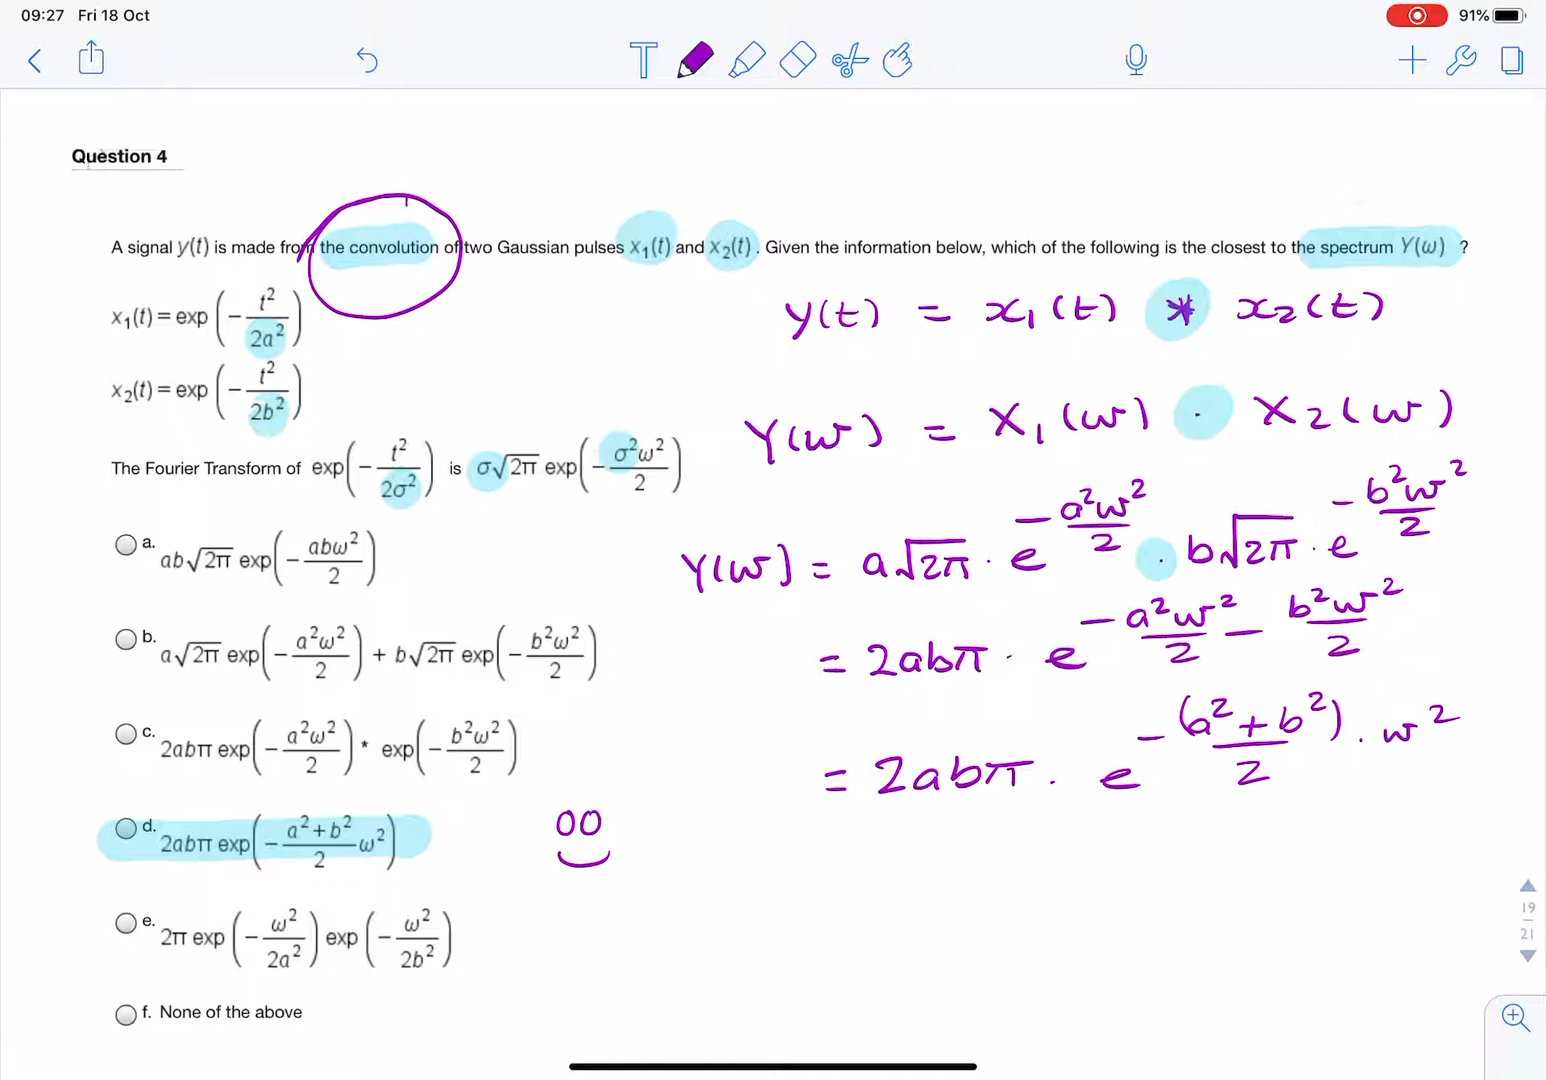 09:27 Fri 18 Oct 91%
T
Question 4
A signal y(t) is made from the convolution of two Gaussian pulses x₁(t) and x₂(t). Given the information below, which of the following is the closest to the spectrum Y(ω) ?
x₁(t) = exp(−t²/2a²)
y(t) = x₁(t) * x₂(t)
x₂(t) = exp(−t²/2b²)
Y(w) = X₁(w) · X₂(w)
The Fourier Transform of exp(−t²/2σ²) is σ√2π exp(−σ²ω²/2)
Y(w) = a√2π · e^(−a²w²/2) · b√2π · e^(−b²w²/2)
a. ab√2π exp(−abω²/2)
= 2abπ · e^(−a²w²/2 − b²w²/2)
b. a√2π exp(−a²ω²/2) + b√2π exp(−b²ω²/2)
= 2abπ · e^(−(a²+b²)/2 · w²)
c. 2abπ exp(−a²ω²/2) * exp(−b²ω²/2)
d. 2abπ exp(−(a²+b²)/2 ω²)
e. 2π exp(−ω²/2a²) exp(−ω²/2b²)
f. None of the above
19
21